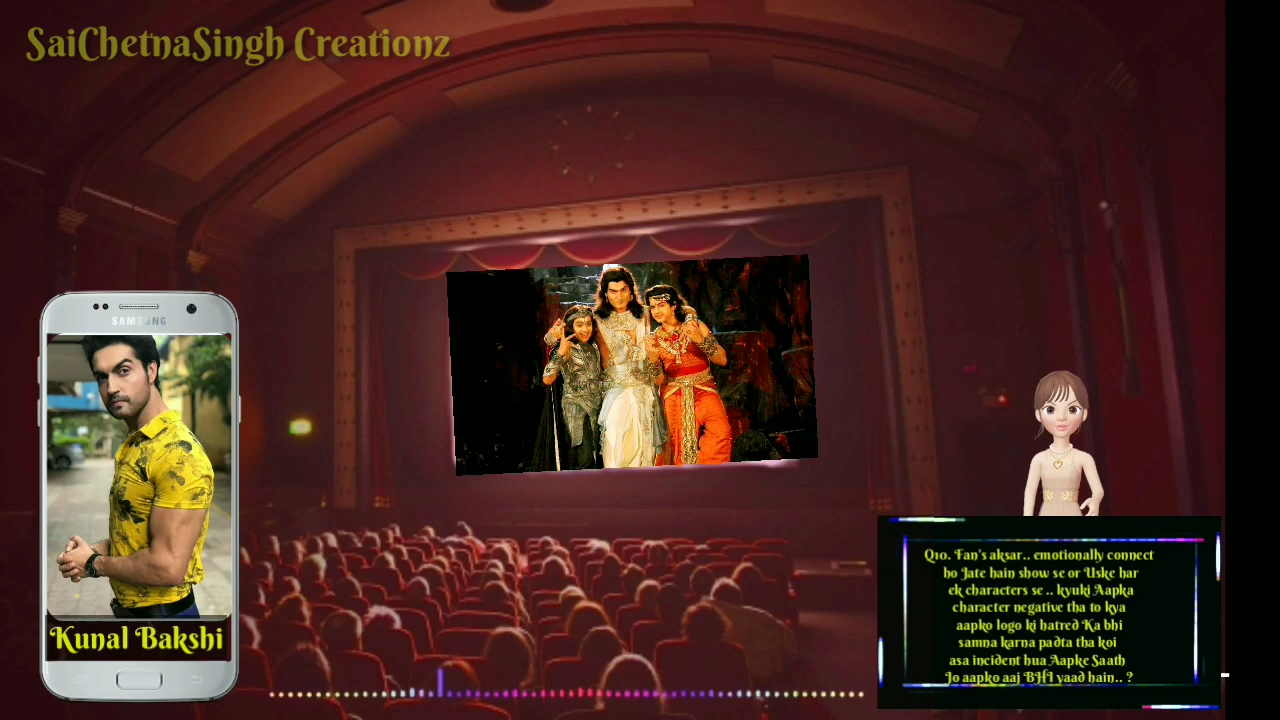 SaiChetnaSingh Creationz
SAMSUNG
Kunal Bakshi
Q10. Fan's aksar.. emotionally connect
ho Jate hain show se or Uske har
ek characters se .. kyuki Aapka
character negative tha to kya
aapko logo ki hatred Ka bhi
samna karna padta tha koi
asa incident hua Aapke Saath
Jo aapko aaj BHI yaad hain.. ?